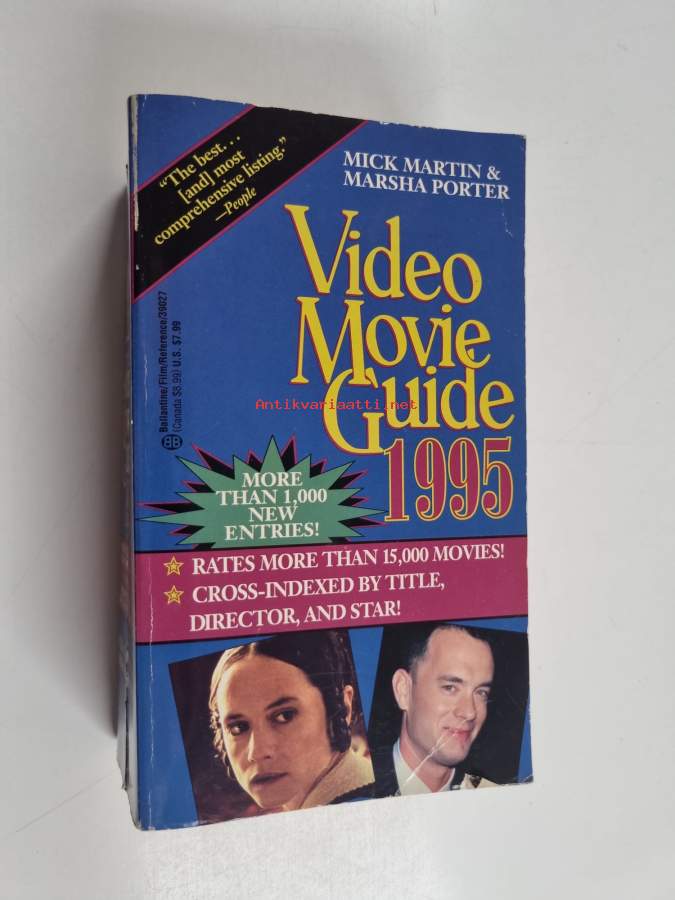 "The best...
[and] most
comprehensive listing."
—People
MICK MARTIN &
MARSHA PORTER
Video
Movie
Guide
1995
Antikvariaatti.net
Ballantine/Film/Reference/39027
(Canada $8.99) U.S. $7.99
BB
MORE
THAN 1,000
NEW
ENTRIES!
RATES MORE THAN 15,000 MOVIES!
CROSS-INDEXED BY TITLE,
DIRECTOR, AND STAR!